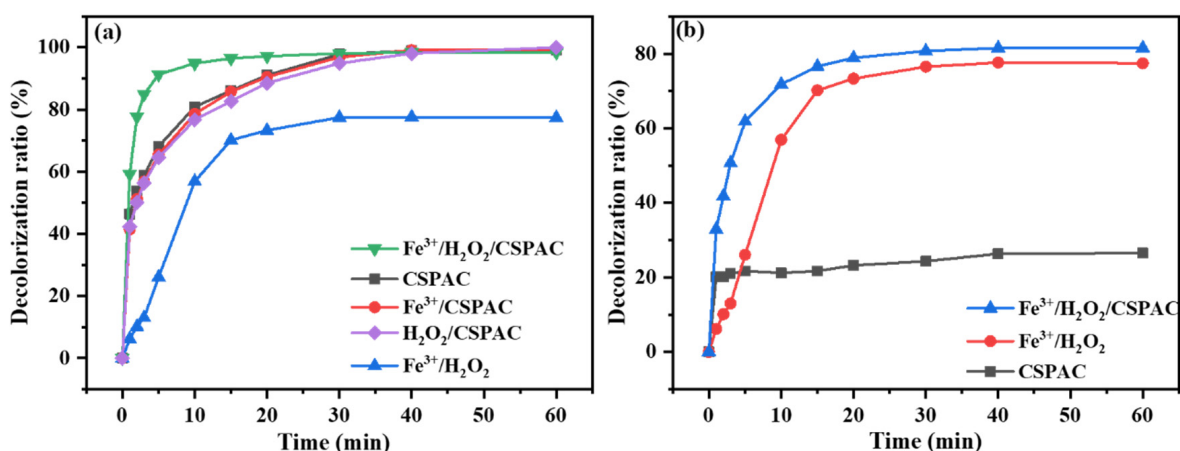 (a)
Decolorization ratio (%)
100
80
60
40
20
0
Fe³⁺/H₂O₂/CSPAC
CSPAC
Fe³⁺/CSPAC
H₂O₂/CSPAC
Fe³⁺/H₂O₂
0 10 20 30 40 50 60
Time (min)
(b)
Decolorization ratio (%)
80
60
40
20
0
Fe³⁺/H₂O₂/CSPAC
Fe³⁺/H₂O₂
CSPAC
0 10 20 30 40 50 60
Time (min)